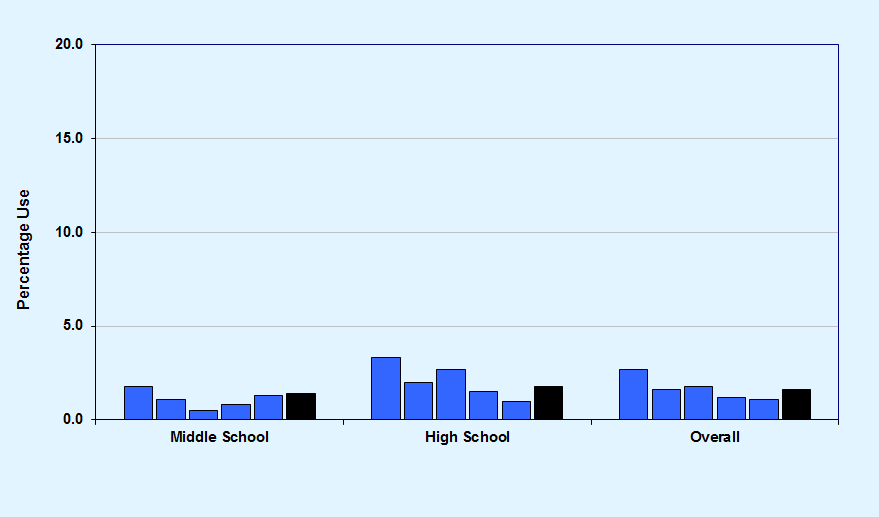 20.0
15.0
10.0
5.0
0.0
Percentage Use
Middle School
High School
Overall